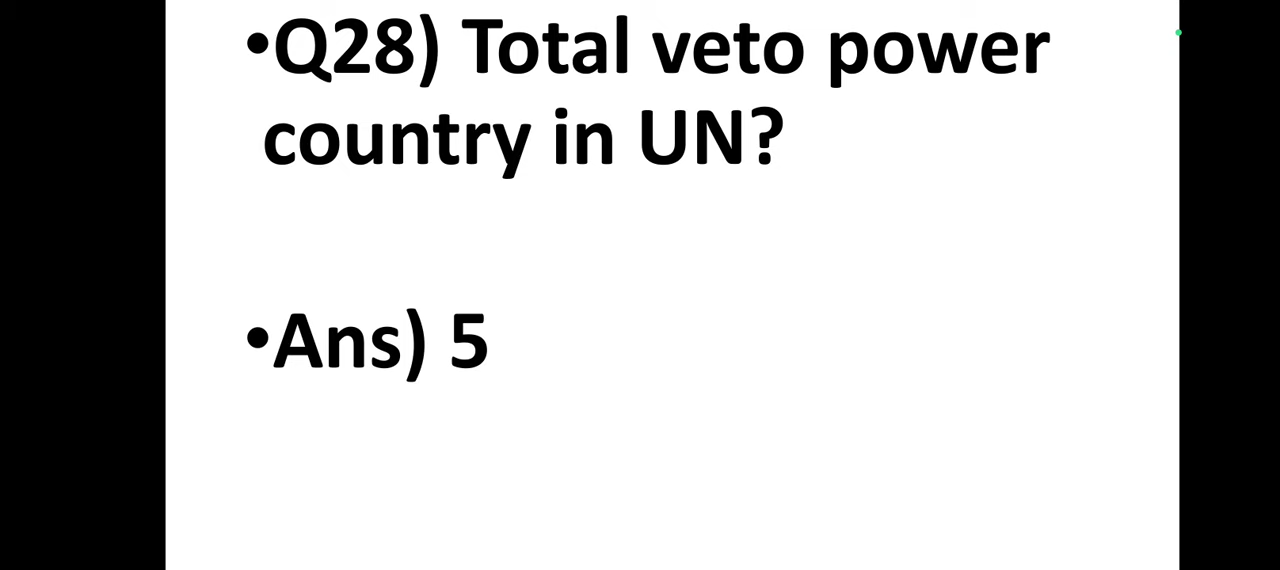 •Q28) Total veto power
country in UN?
•Ans) 5